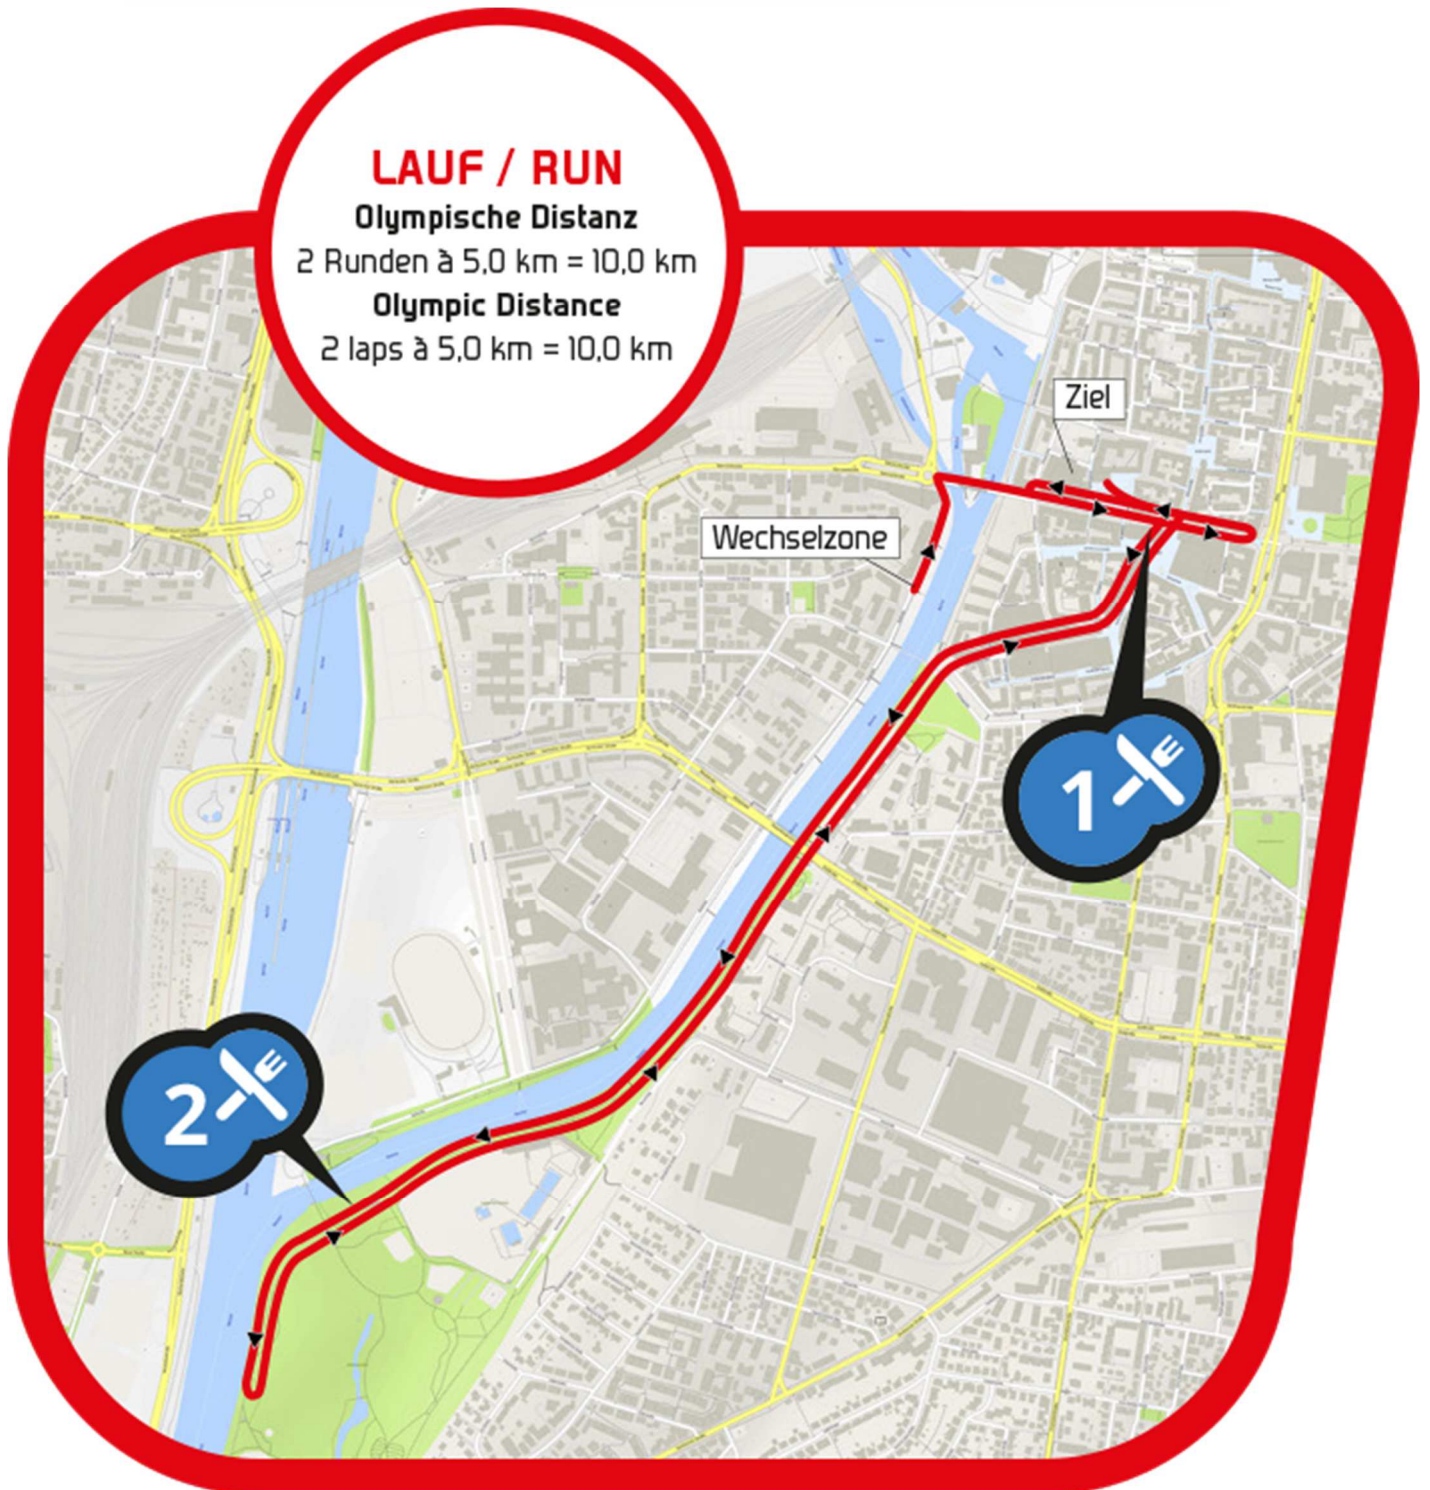 LAUF / RUN
Olympische Distanz
2 Runden à 5,0 km = 10,0 km
Olympic Distance
2 laps à 5,0 km = 10,0 km
Ziel
Wechselzone
1
2